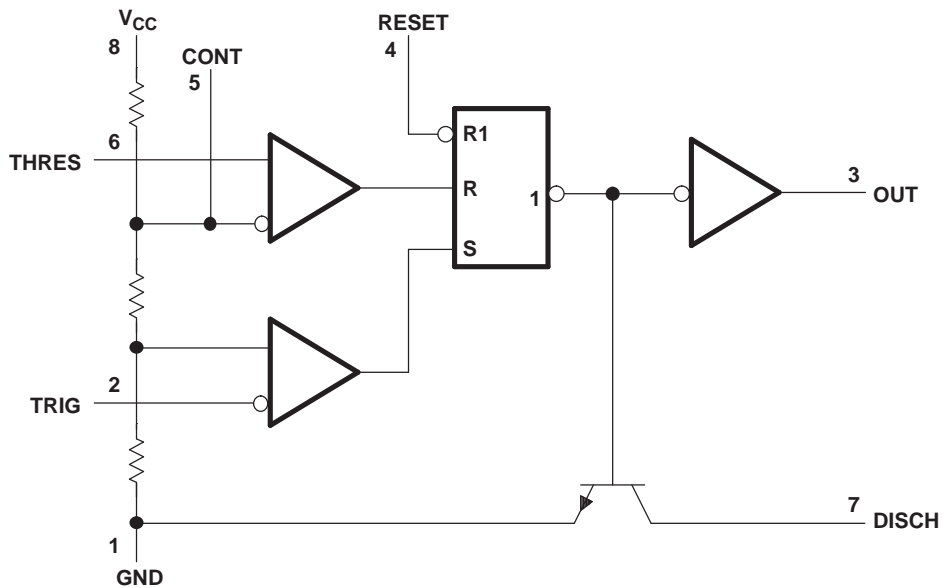 VCC
8
RESET
4
CONT
5
6
THRES
R1
R
1
S
3
OUT
2
TRIG
7
DISCH
1
GND